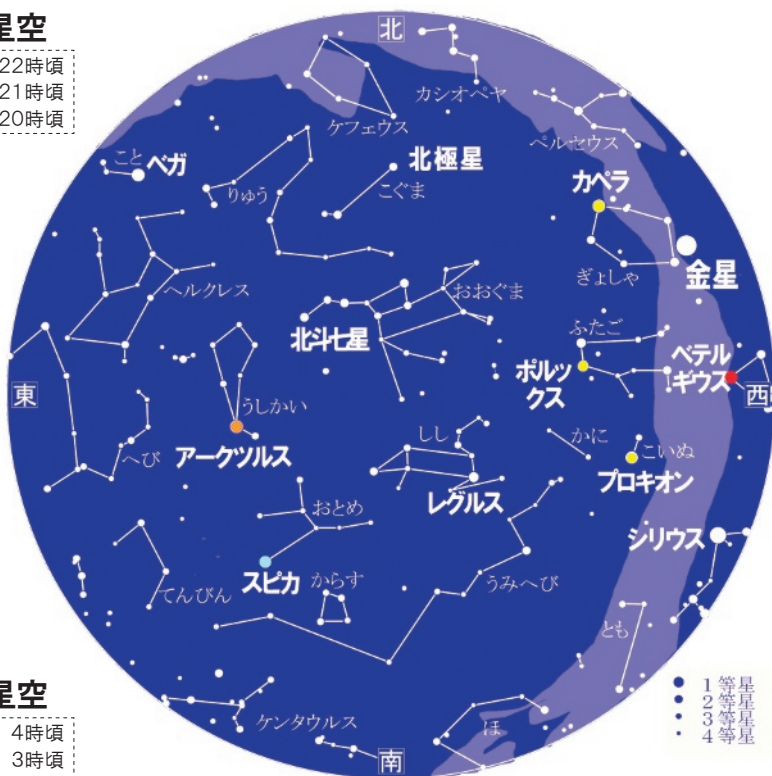 星空
22時頃
21時頃
20時頃
北
カシオペヤ
ケフェウス
ペルセウス
こと
ベガ
りゅう
北極星
こぐま
カペラ
ぎょしゃ
金星
ヘルクレス
おおぐま
北斗七星
ふたご
ポルッ
クス
ベテル
ギウス
東
西
うしかい
アークツルス
へび
しし
レグルス
かに
こいぬ
プロキオン
おとめ
スピカ
からす
うみへび
シリウス
てんびん
とも
ケンタウルス
ほ
南
星空
4時頃
3時頃
1等星
2等星
3等星
4等星